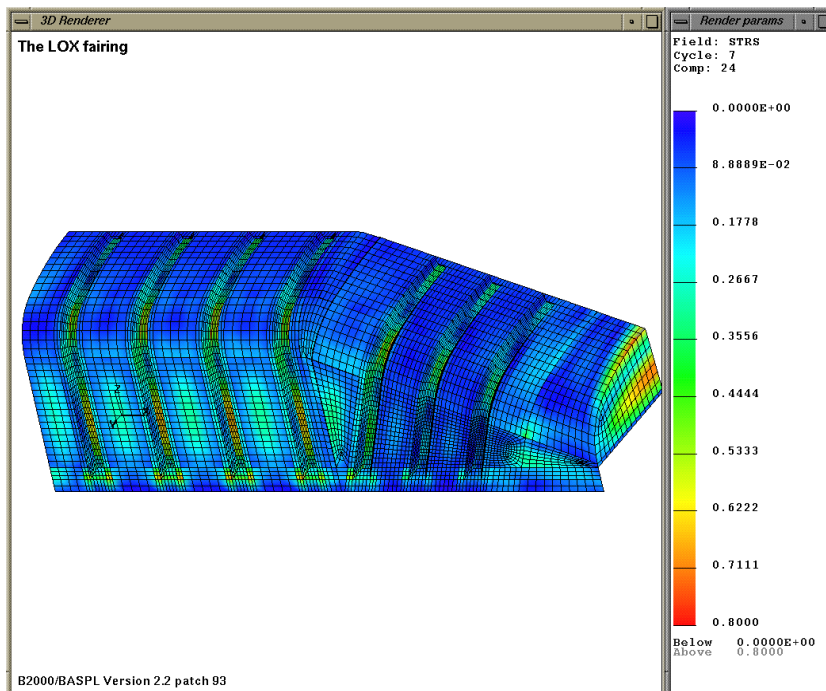 3D Renderer
The LOX fairing
Z
X
Y
B2000/BASPL Version 2.2 patch 93
Render params
Field: STRS
Cycle: 7
Comp: 24
0.0000E+00
8.8889E-02
0.1778
0.2667
0.3556
0.4444
0.5333
0.6222
0.7111
0.8000
Below 0.0000E+00
Above 0.8000